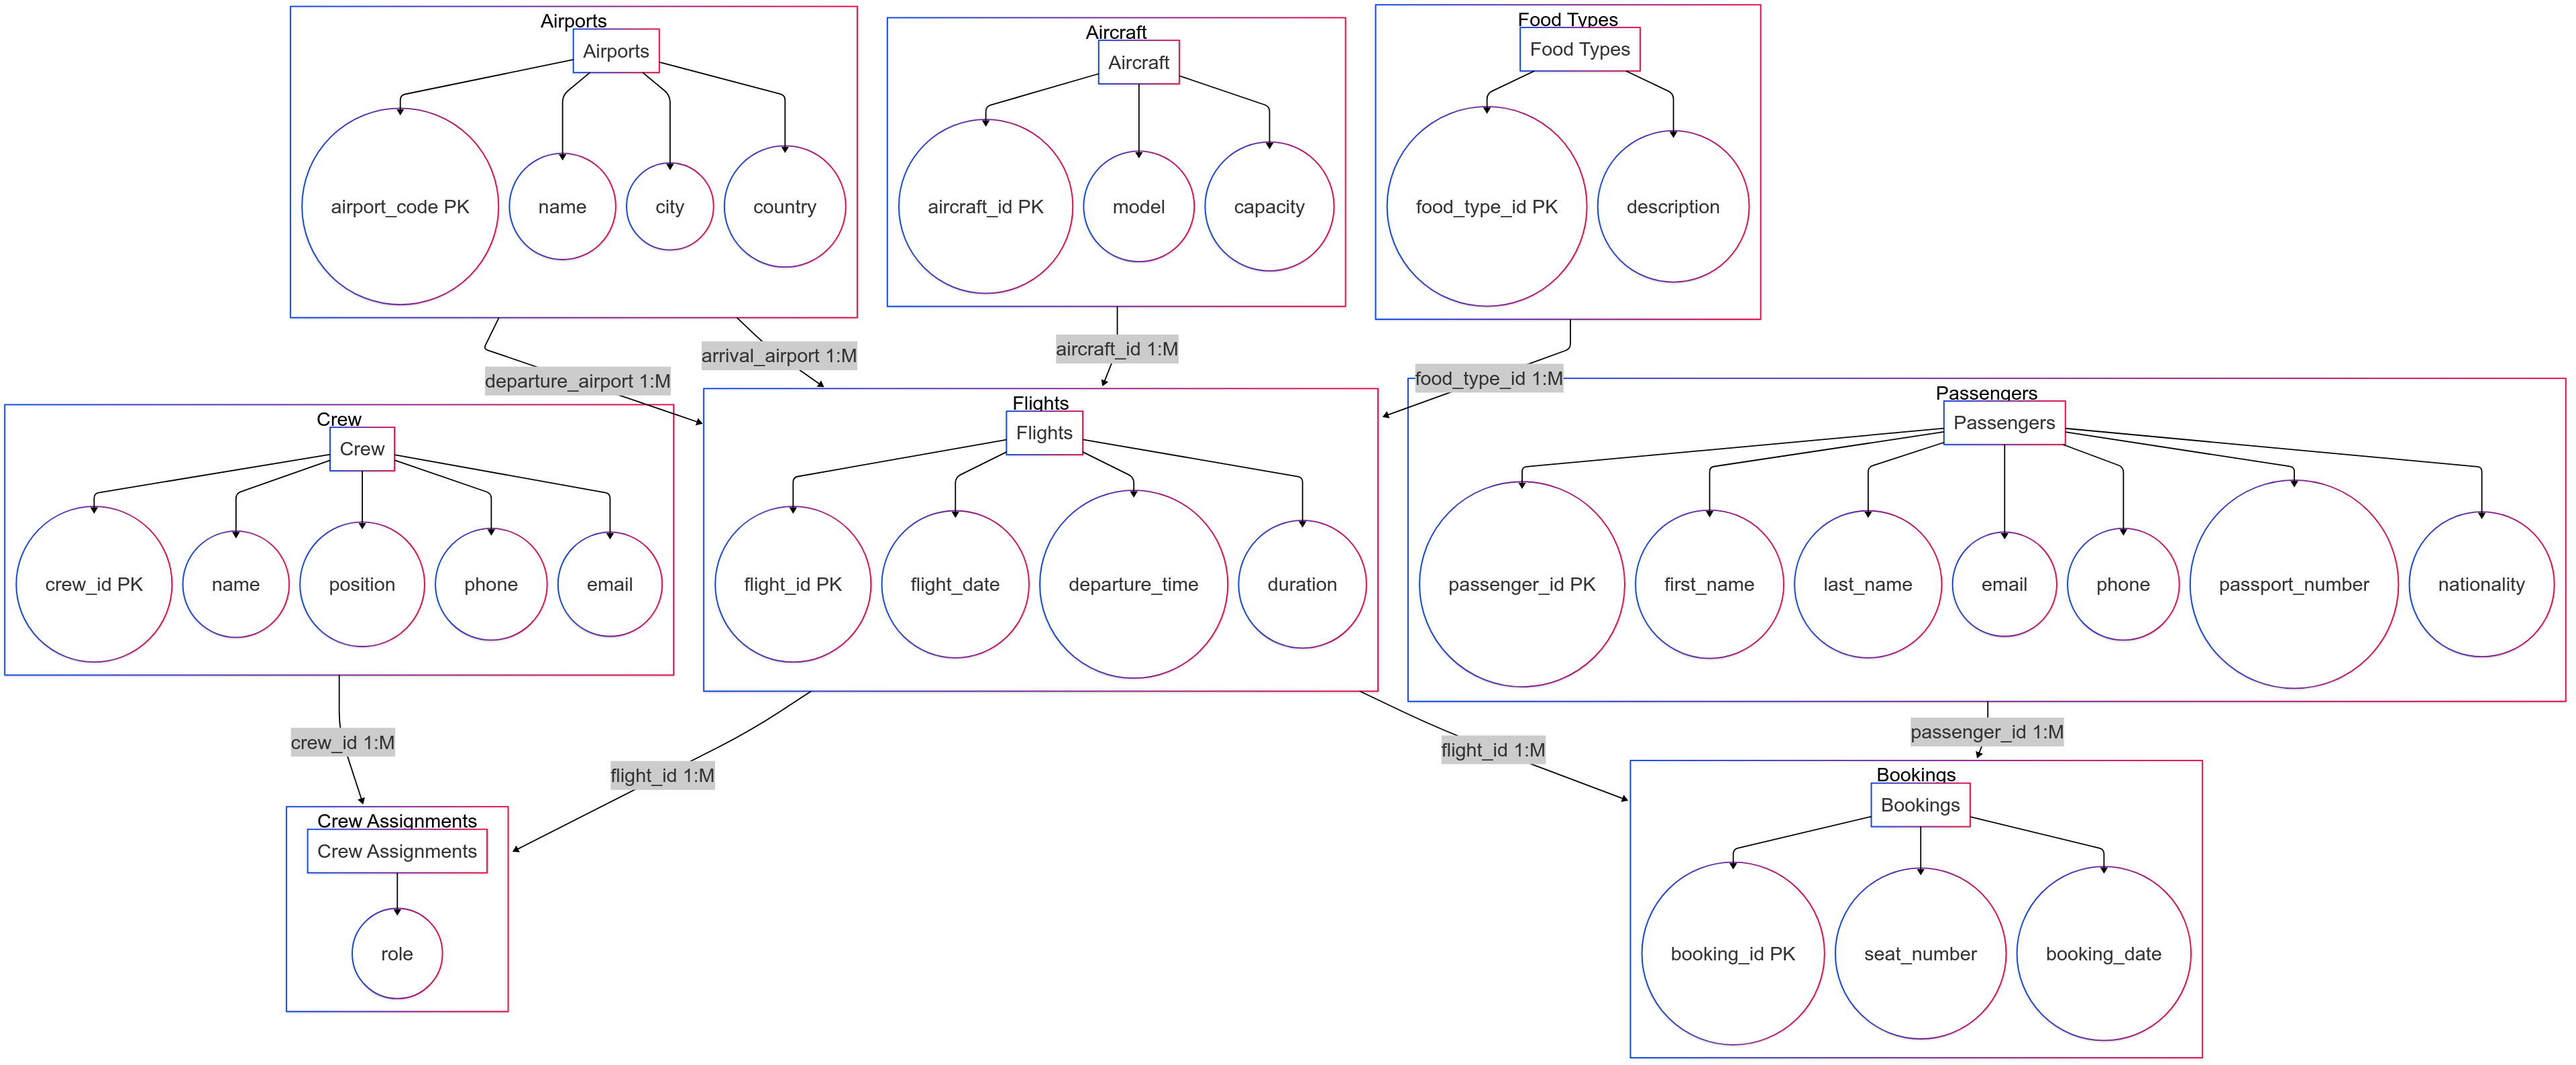 Airports
Airports
airport_code PK
name
city
country
Aircraft
Aircraft
aircraft_id PK
model
capacity
Food Types
Food Types
food_type_id PK
description
departure_airport 1:M
arrival_airport 1:M
aircraft_id 1:M
food_type_id 1:M
Crew
Crew
crew_id PK
name
position
phone
email
Flights
Flights
flight_id PK
flight_date
departure_time
duration
Passengers
Passengers
passenger_id PK
first_name
last_name
email
phone
passport_number
nationality
crew_id 1:M
flight_id 1:M
flight_id 1:M
passenger_id 1:M
Crew Assignments
Crew Assignments
role
Bookings
Bookings
booking_id PK
seat_number
booking_date